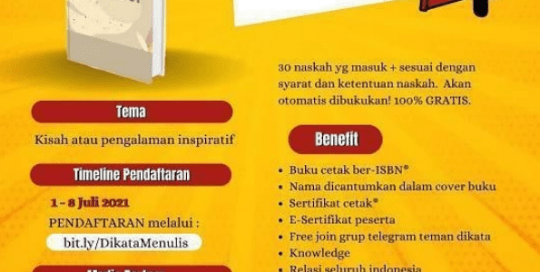 30 naskah yg masuk + sesuai dengan
syarat dan ketentuan naskah. Akan
otomatis dibukukan! 100% GRATIS.
Tema
Kisah atau pengalaman inspiratif
Timeline Pendaftaran
1 - 8 Juli 2021
PENDAFTARAN melalui :
bit.ly/DikataMenulis
Benefit
• Buku cetak ber-ISBN*
• Nama dicantumkan dalam cover buku
• Sertifikat cetak*
• E-Sertifikat peserta
• Free join grup telegram teman dikata
• Knowledge
• Relasi seluruh indonesia